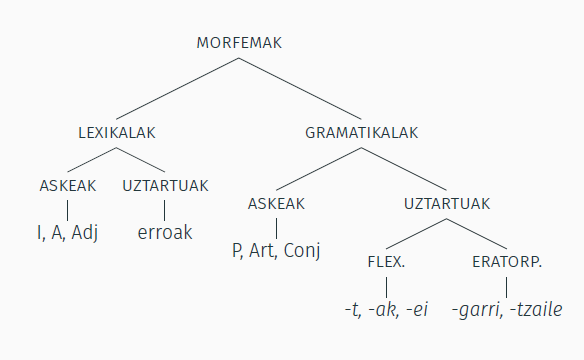 MORFEMAK
LEXIKALAK GRAMATIKALAK
ASKEAK UZTARTUAK
I, A, Adj erroak
ASKEAK UZTARTUAK
P, Art, Conj
FLEX. ERATORP.
-t, -ak, -ei -garri, -tzaile